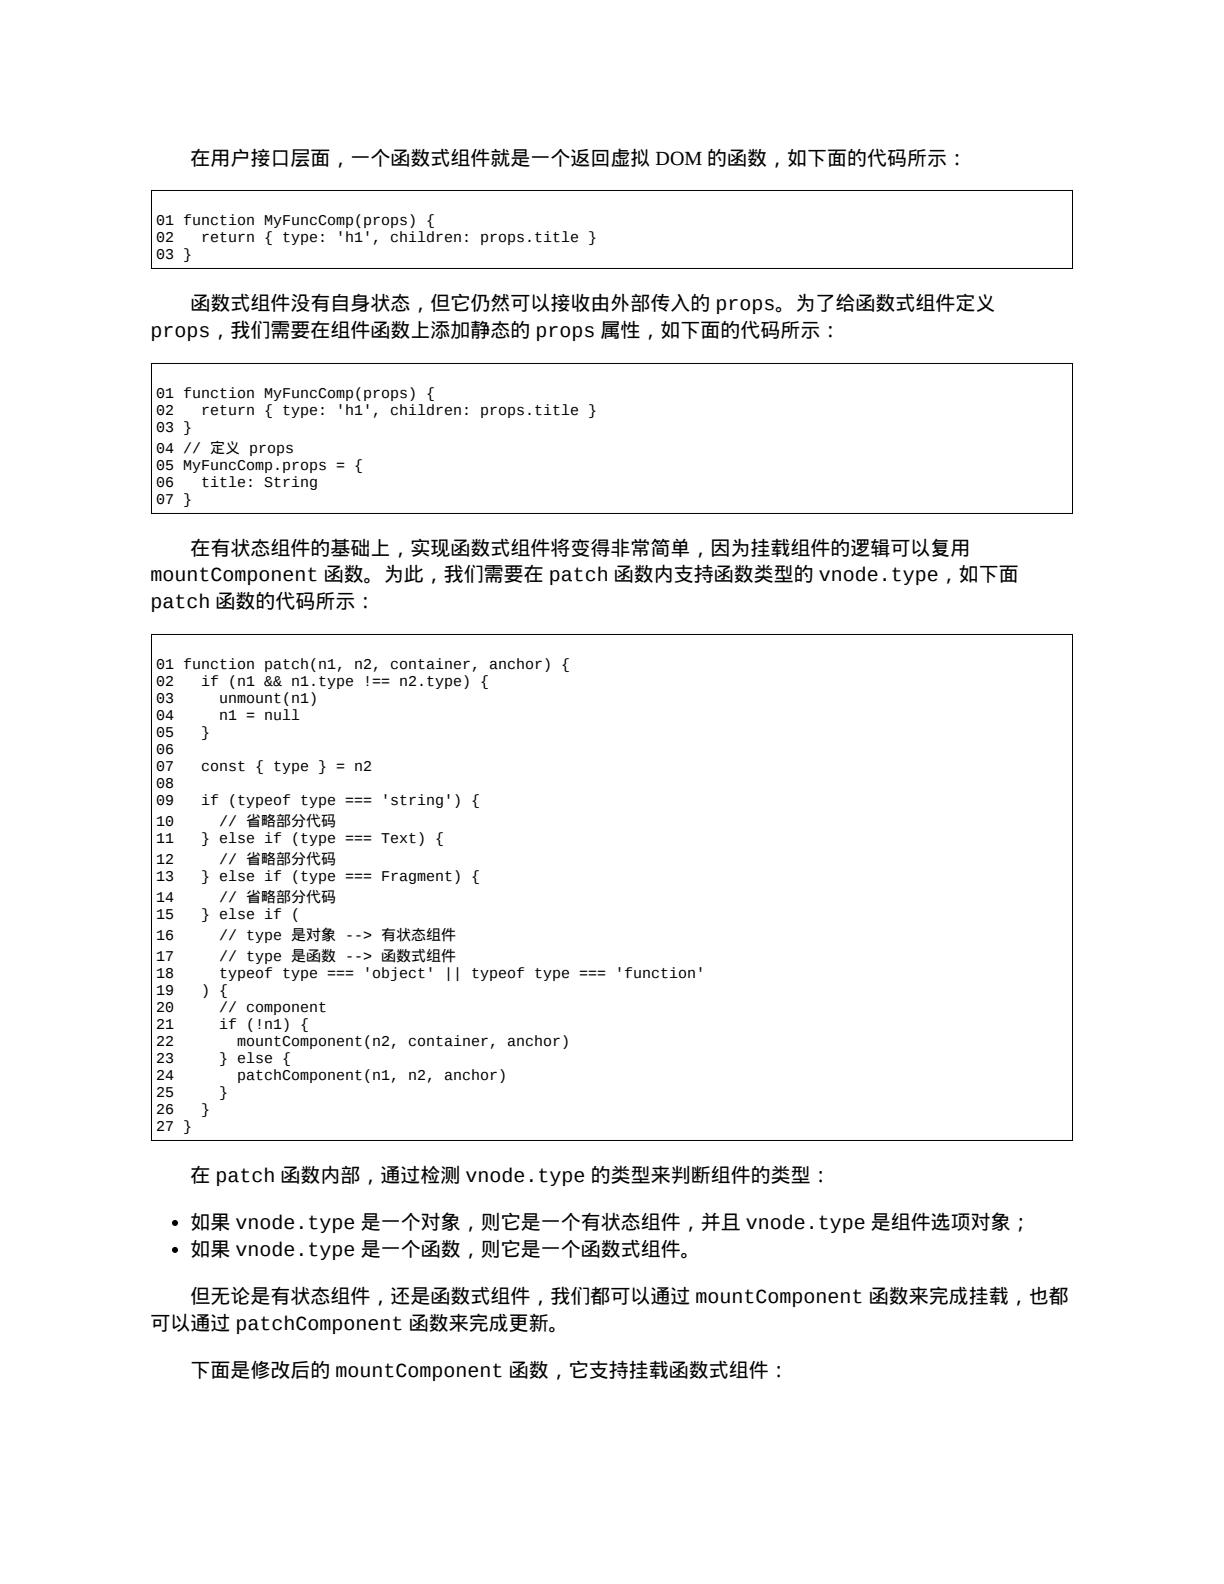 在用户接口层面，一个函数式组件就是一个返回虚拟 DOM 的函数，如下面的代码所示：
01 function MyFuncComp(props) {
02   return { type: 'h1', children: props.title }
03 }
函数式组件没有自身状态，但它仍然可以接收由外部传入的 props。为了给函数式组件定义
props，我们需要在组件函数上添加静态的 props 属性，如下面的代码所示：
01 function MyFuncComp(props) {
02   return { type: 'h1', children: props.title }
03 }
04 // 定义 props
05 MyFuncComp.props = {
06   title: String
07 }
在有状态组件的基础上，实现函数式组件将变得非常简单，因为挂载组件的逻辑可以复用
mountComponent 函数。为此，我们需要在 patch 函数内支持函数类型的 vnode.type，如下面
patch 函数的代码所示：
01 function patch(n1, n2, container, anchor) {
02   if (n1 && n1.type !== n2.type) {
03     unmount(n1)
04     n1 = null
05   }
06
07   const { type } = n2
08
09   if (typeof type === 'string') {
10     // 省略部分代码
11   } else if (type === Text) {
12     // 省略部分代码
13   } else if (type === Fragment) {
14     // 省略部分代码
15   } else if (
16     // type 是对象 --> 有状态组件
17     // type 是函数 --> 函数式组件
18     typeof type === 'object' || typeof type === 'function'
19   ) {
20     // component
21     if (!n1) {
22       mountComponent(n2, container, anchor)
23     } else {
24       patchComponent(n1, n2, anchor)
25     }
26   }
27 }
在 patch 函数内部，通过检测 vnode.type 的类型来判断组件的类型：
• 如果 vnode.type 是一个对象，则它是一个有状态组件，并且 vnode.type 是组件选项对象；
• 如果 vnode.type 是一个函数，则它是一个函数式组件。
但无论是有状态组件，还是函数式组件，我们都可以通过 mountComponent 函数来完成挂载，也都
可以通过 patchComponent 函数来完成更新。
下面是修改后的 mountComponent 函数，它支持挂载函数式组件：